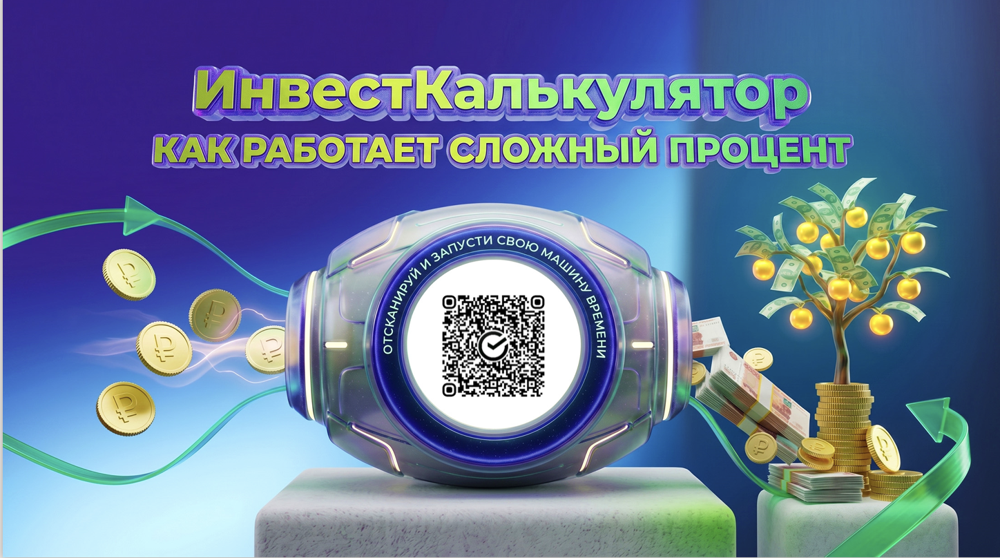 ИнвестКалькулятор
КАК РАБОТАЕТ СЛОЖНЫЙ ПРОЦЕНТ
ОТСКАНИРУЙ И ЗАПУСТИ СВОЮ МАШИНУ ВРЕМЕНИ